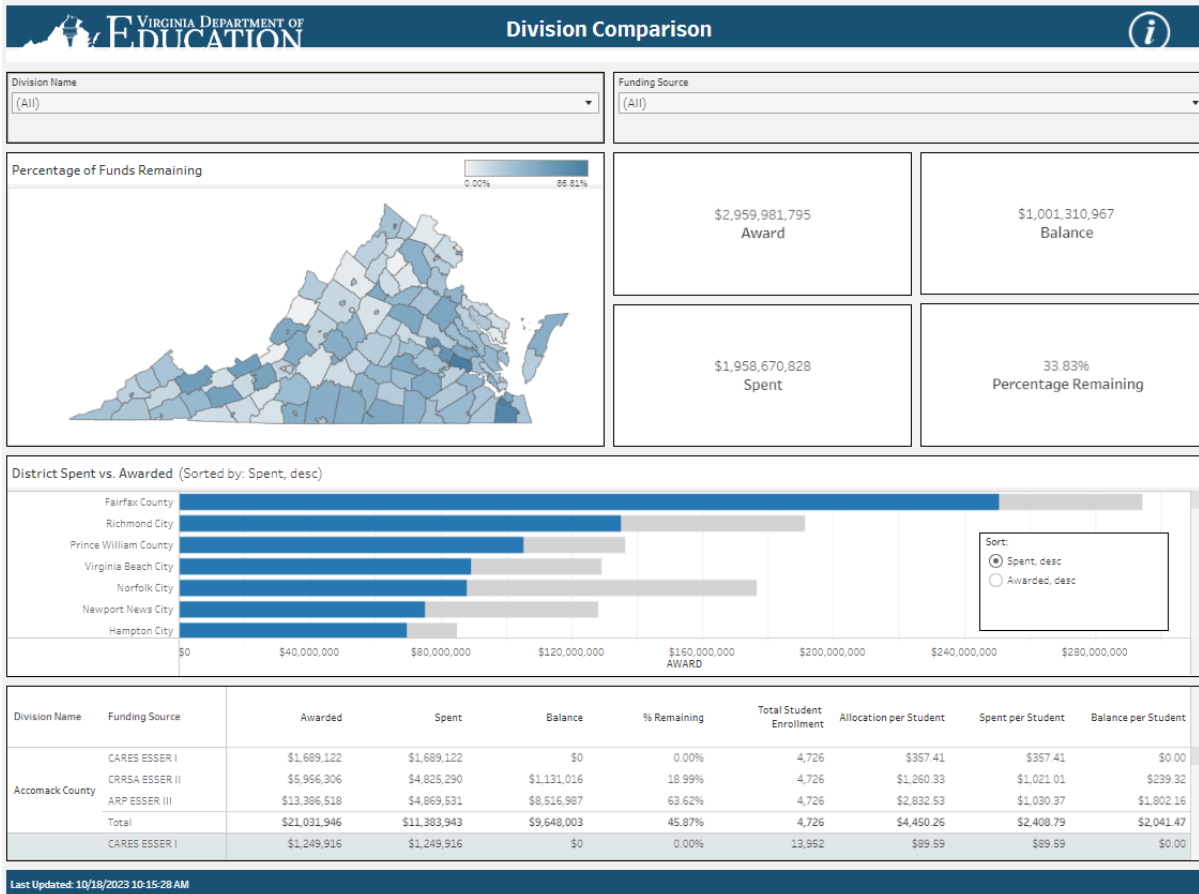 VIRGINIA DEPARTMENT OF
EDUCATION
Division Comparison
i
Division Name
(All)
Funding Source
(All)
Percentage of Funds Remaining
0.00% 86.81%
$2,959,981,795
Award
$1,001,310,967
Balance
$1,958,670,828
Spent
33.83%
Percentage Remaining
District Spent vs. Awarded (Sorted by: Spent, desc)
Fairfax County
Richmond City
Prince William County
Virginia Beach City
Norfolk City
Newport News City
Hampton City
Sort:
Spent, desc
Awarded, desc
$0 $40,000,000 $80,000,000 $120,000,000 $160,000,000 $200,000,000 $240,000,000 $280,000,000
AWARD
Division Name Funding Source Awarded Spent Balance % Remaining Total Student Enrollment Allocation per Student Spent per Student Balance per Student
CARES ESSER I $1,689,122 $1,689,122 $0 0.00% 4,726 $357.41 $357.41 $0.00
CRRSA ESSER II $5,956,306 $4,825,290 $1,131,016 18.99% 4,726 $1,260.33 $1,021.01 $239.32
Accomack County
ARP ESSER III $13,386,518 $4,869,531 $8,516,987 63.62% 4,726 $2,832.53 $1,030.37 $1,802.16
Total $21,031,946 $11,383,943 $9,648,003 45.87% 4,726 $4,450.26 $2,408.79 $2,041.47
CARES ESSER I $1,249,916 $1,249,916 $0 0.00% 13,952 $89.59 $89.59 $0.00
Last Updated: 10/18/2023 10:15:28 AM